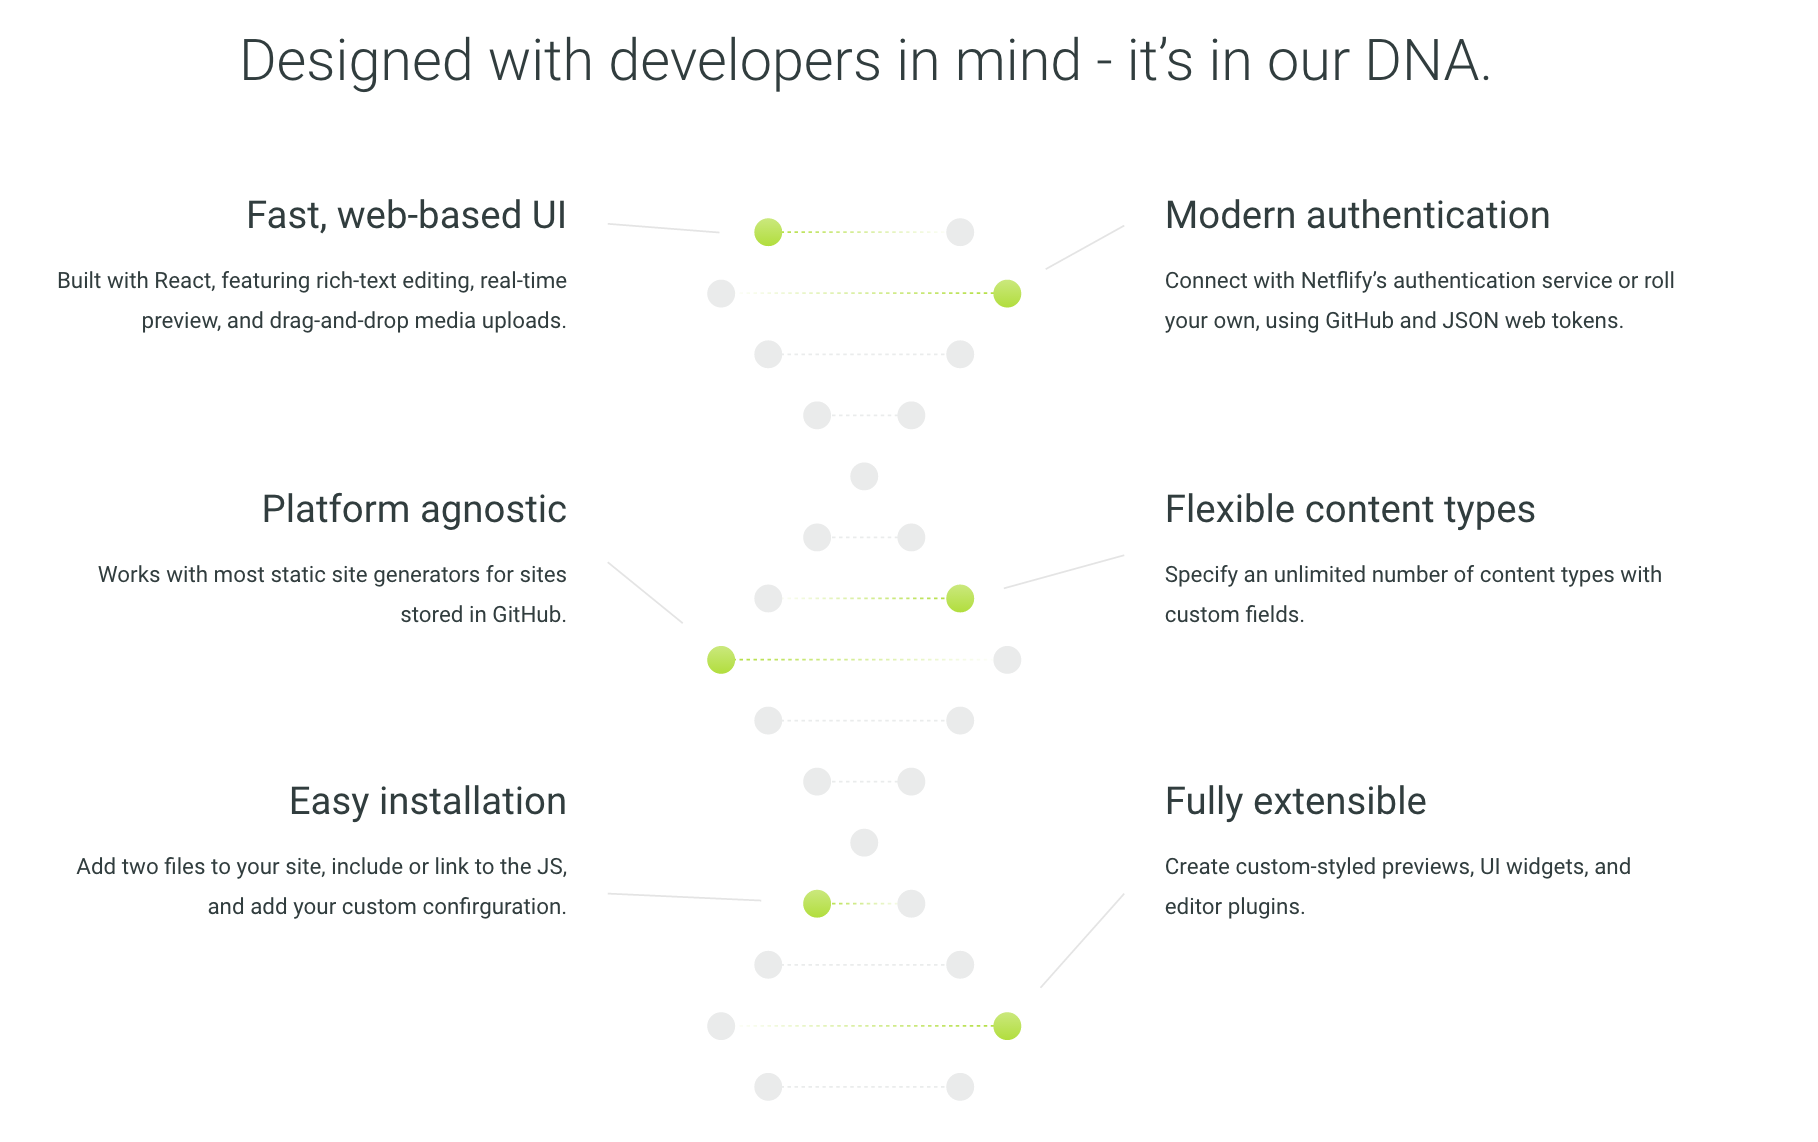 Designed with developers in mind - it’s in our DNA.
Fast, web-based UI
Built with React, featuring rich-text editing, real-time
preview, and drag-and-drop media uploads.
Modern authentication
Connect with Netflify’s authentication service or roll
your own, using GitHub and JSON web tokens.
Platform agnostic
Works with most static site generators for sites
stored in GitHub.
Flexible content types
Specify an unlimited number of content types with
custom fields.
Easy installation
Add two files to your site, include or link to the JS,
and add your custom confirguration.
Fully extensible
Create custom-styled previews, UI widgets, and
editor plugins.